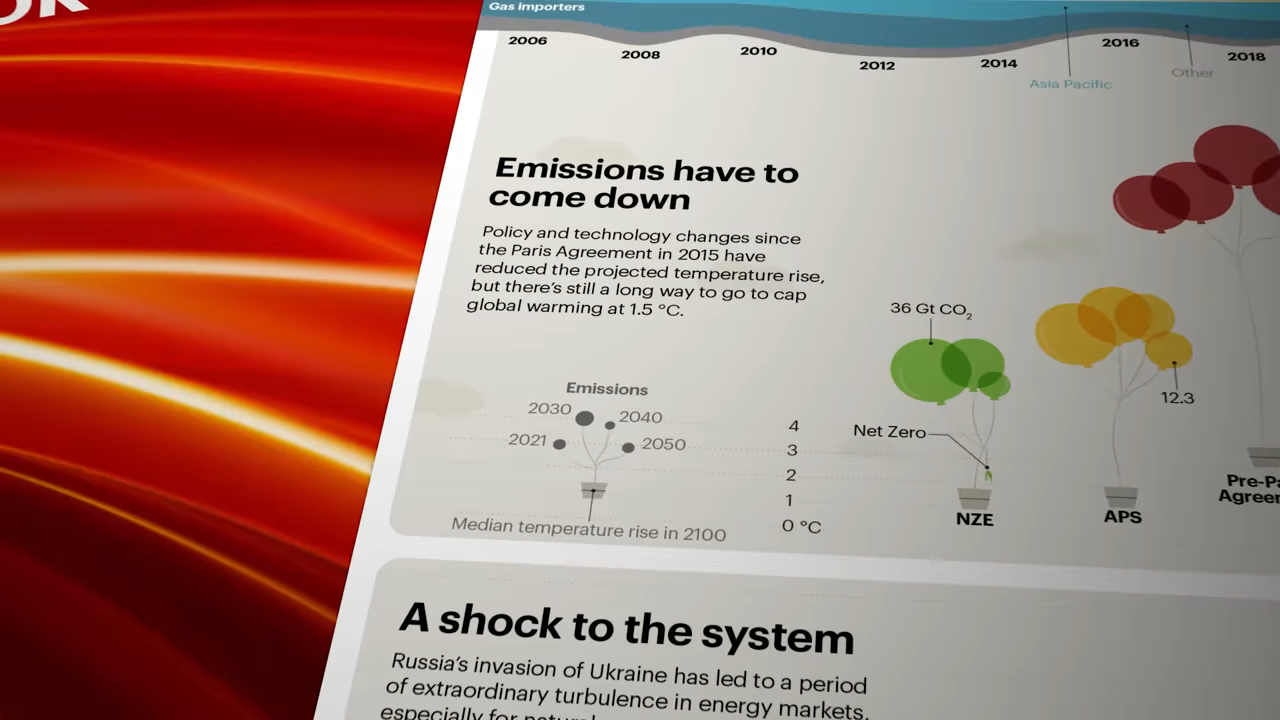 Gas importers
2006
2008
2010
2012
2014
2016
2018
Asia Pacific
Other
Emissions have to
come down
Policy and technology changes since
the Paris Agreement in 2015 have
reduced the projected temperature rise,
but there's still a long way to go to cap
global warming at 1.5 °C.
36 Gt CO₂
12.3
Emissions
2030
2040
2021
2050
4
3
2
1
0 °C
Net Zero
Median temperature rise in 2100
NZE
APS
A shock to the system
Russia's invasion of Ukraine has led to a period
of extraordinary turbulence in energy markets,
especially for